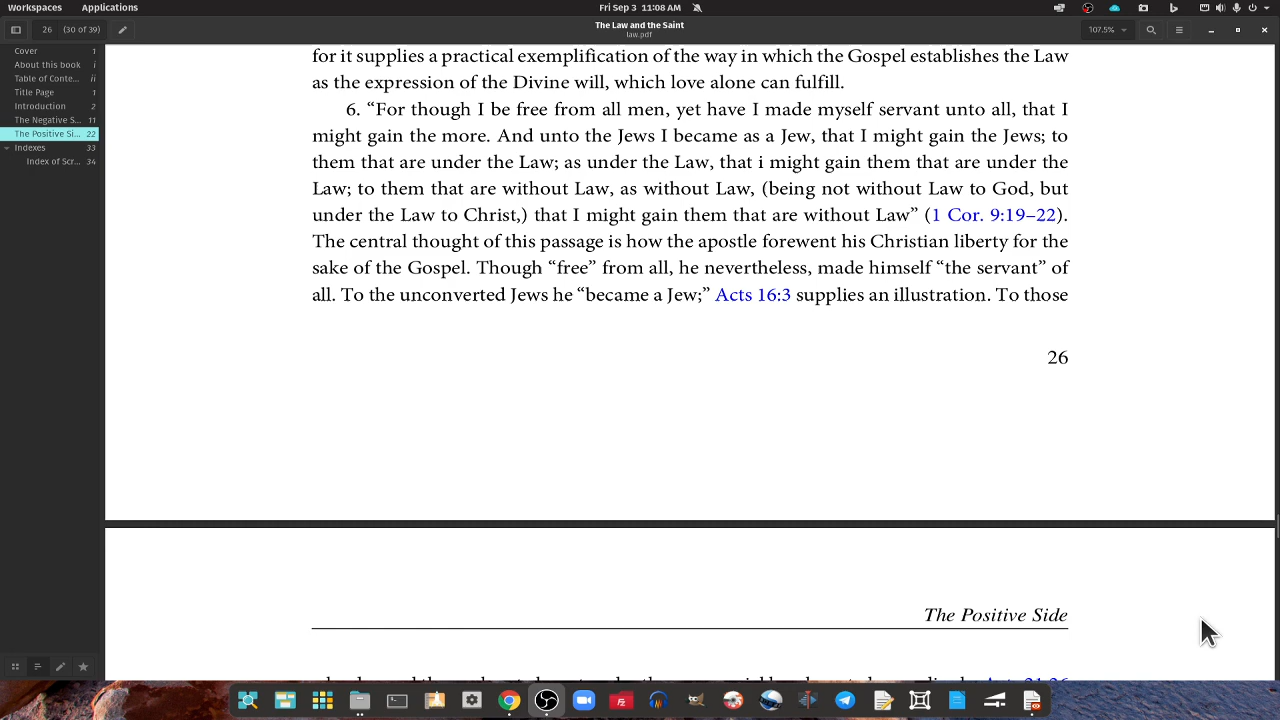 Workspaces Applications Fri Sep 3 11:08 AM
26 (30 of 39) The Law and the Saint 107.5%
law.pdf
Cover 1
About this book i
Table of Conte... ii
Title Page 1
Introduction 2
The Negative S... 11
The Positive Si... 22
Indexes 33
Index of Scr... 34
for it supplies a practical exemplification of the way in which the Gospel establishes the Law
as the expression of the Divine will, which love alone can fulfill.
6. “For though I be free from all men, yet have I made myself servant unto all, that I
might gain the more. And unto the Jews I became as a Jew, that I might gain the Jews; to
them that are under the Law; as under the Law, that i might gain them that are under the
Law; to them that are without Law, as without Law, (being not without Law to God, but
under the Law to Christ,) that I might gain them that are without Law” (1 Cor. 9:19–22).
The central thought of this passage is how the apostle forewent his Christian liberty for the
sake of the Gospel. Though “free” from all, he nevertheless, made himself “the servant” of
all. To the unconverted Jews he “became a Jew;” Acts 16:3 supplies an illustration. To those
26
The Positive Side